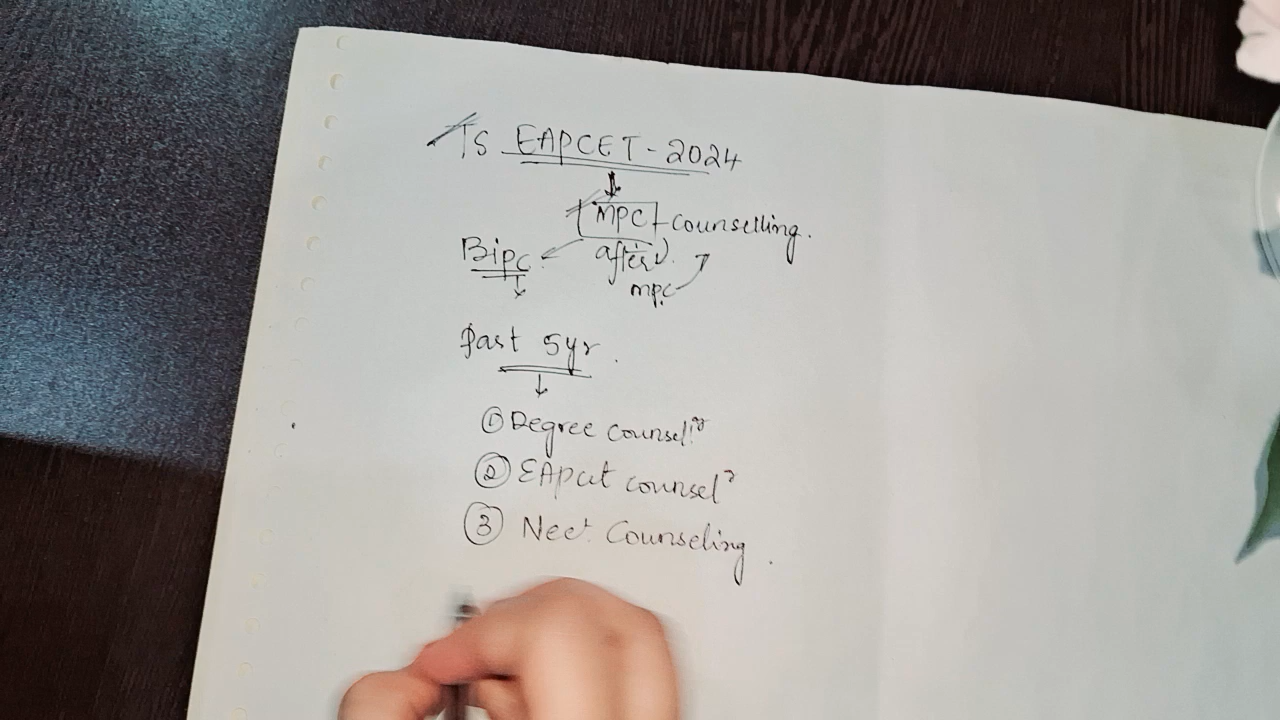 TS EAPCET-2024
MPC counselling.
Bipc after
mpc
Past 5yr.
① Degree counsel
② EApcet counsel
③ Neet Counseling.